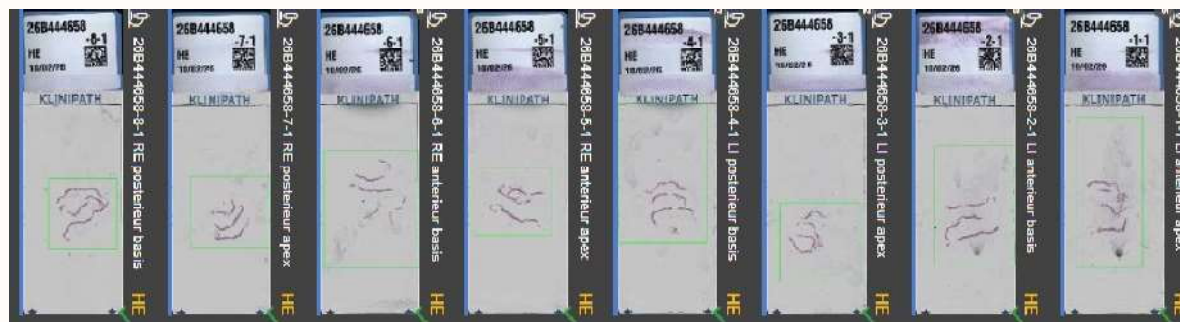 26B444658
-8-1
HE
KLINIPATH
26B444658-8-1 RE posterieur basis HE
26B444658
-7-1
HE
KLINIPATH
26B444658-7-1 RE posterieur apex HE
26B444658
-6-1
HE
KLINIPATH
26B444658-6-1 RE anterieur basis HE
26B444658
-5-1
HE
KLINIPATH
26B444658-5-1 RE anterieur apex HE
26B444658
-4-1
HE
KLINIPATH
26B444658-4-1 LI posterieur basis HE
26B444658
-3-1
HE
KLINIPATH
26B444658-3-1 LI posterieur apex HE
26B444658
-2-1
HE
KLINIPATH
26B444658-2-1 LI anterieur basis HE
26B444658
-1-1
HE
KLINIPATH